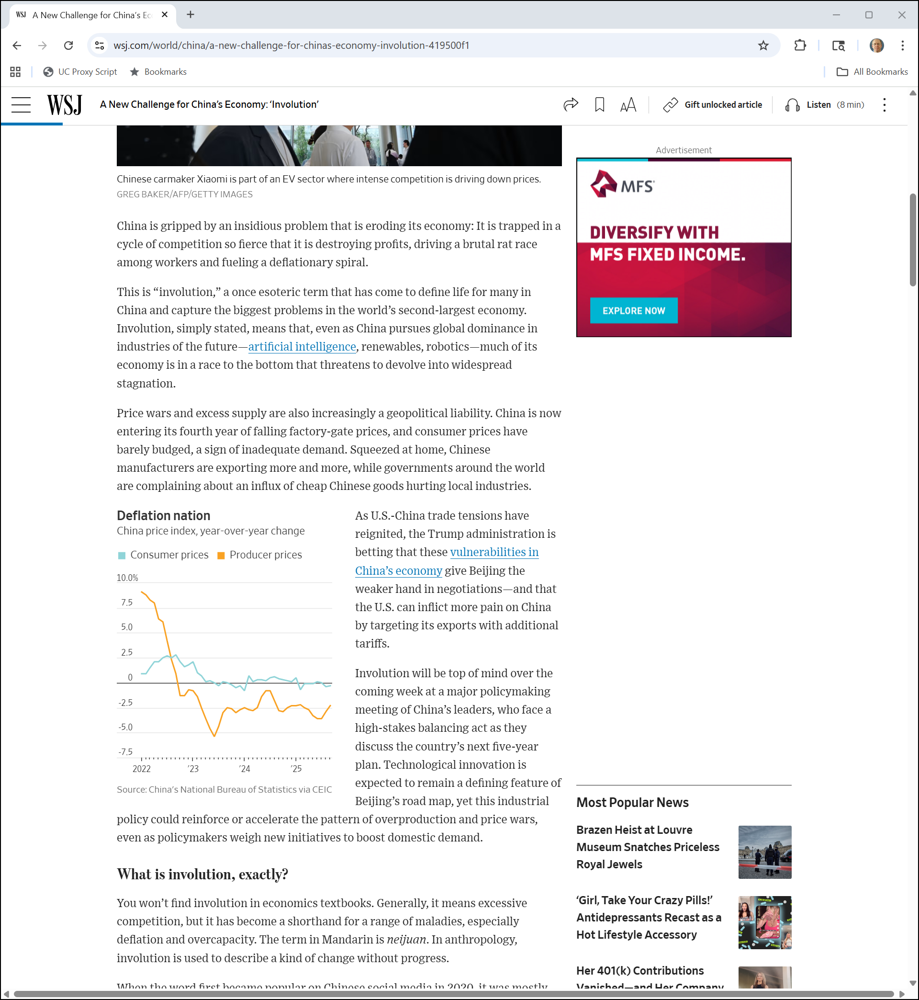 WSJ A New Challenge for China's Ec
wsj.com/world/china/a-new-challenge-for-chinas-economy-involution-419500f1
UC Proxy Script Bookmarks All Bookmarks
WSJ A New Challenge for China's Economy: 'Involution' Gift unlocked article Listen (8 min)
Chinese carmaker Xiaomi is part of an EV sector where intense competition is driving down prices.
GREG BAKER/AFP/GETTY IMAGES
China is gripped by an insidious problem that is eroding its economy: It is trapped in a
cycle of competition so fierce that it is destroying profits, driving a brutal rat race
among workers and fueling a deflationary spiral.
This is “involution,” a once esoteric term that has come to define life for many in
China and capture the biggest problems in the world’s second-largest economy.
Involution, simply stated, means that, even as China pursues global dominance in
industries of the future—artificial intelligence, renewables, robotics—much of its
economy is in a race to the bottom that threatens to devolve into widespread
stagnation.
Price wars and excess supply are also increasingly a geopolitical liability. China is now
entering its fourth year of falling factory-gate prices, and consumer prices have
barely budged, a sign of inadequate demand. Squeezed at home, Chinese
manufacturers are exporting more and more, while governments around the world
are complaining about an influx of cheap Chinese goods hurting local industries.
Deflation nation
China price index, year-over-year change
Consumer prices Producer prices
10.0%
7.5
5.0
2.5
0
-2.5
-5.0
-7.5
2022 ’23 ’24 ’25
Source: China’s National Bureau of Statistics via CEIC
As U.S.-China trade tensions have
reignited, the Trump administration is
betting that these vulnerabilities in
China’s economy give Beijing the
weaker hand in negotiations—and that
the U.S. can inflict more pain on China
by targeting its exports with additional
tariffs.
Involution will be top of mind over the
coming week at a major policymaking
meeting of China’s leaders, who face a
high-stakes balancing act as they
discuss the country’s next five-year
plan. Technological innovation is
expected to remain a defining feature of
Beijing’s road map, yet this industrial
policy could reinforce or accelerate the pattern of overproduction and price wars,
even as policymakers weigh new initiatives to boost domestic demand.
What is involution, exactly?
You won’t find involution in economics textbooks. Generally, it means excessive
competition, but it has become a shorthand for a range of maladies, especially
deflation and overcapacity. The term in Mandarin is neijuan. In anthropology,
involution is used to describe a kind of change without progress.
When the word first became popular on Chinese social media in 2020, it was mostly
Advertisement
MFS
DIVERSIFY WITH
MFS FIXED INCOME.
EXPLORE NOW
Most Popular News
Brazen Heist at Louvre
Museum Snatches Priceless
Royal Jewels
‘Girl, Take Your Crazy Pills!’
Antidepressants Recast as a
Hot Lifestyle Accessory
Her 401(k) Contributions
Vanished—and Her Company